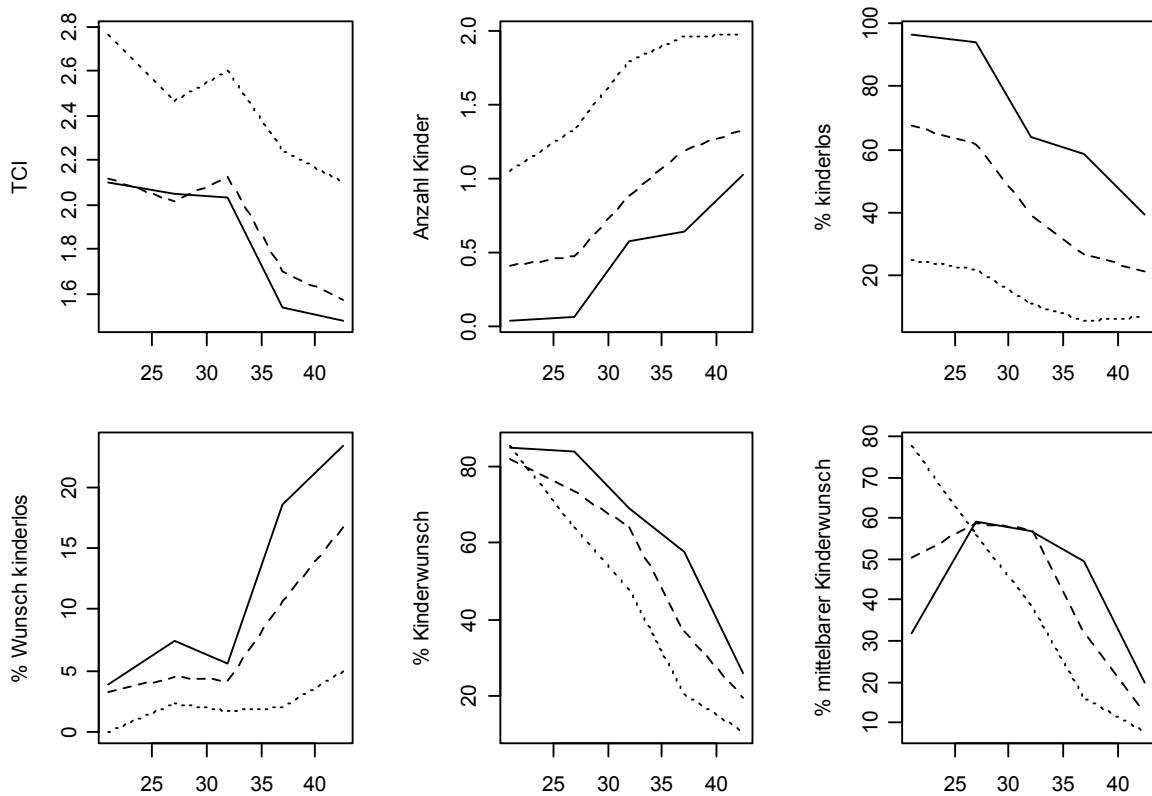 TCI
1.6 1.8 2.0 2.2 2.4 2.6 2.8
25 30 35 40
Anzahl Kinder
0.0 0.5 1.0 1.5 2.0
25 30 35 40
% kinderlos
20 40 60 80 100
25 30 35 40
% Wunsch kinderlos
0 5 10 15 20
25 30 35 40
% Kinderwunsch
20 40 60 80
25 30 35 40
% mittelbarer Kinderwunsch
10 20 30 40 50 60 70 80
25 30 35 40